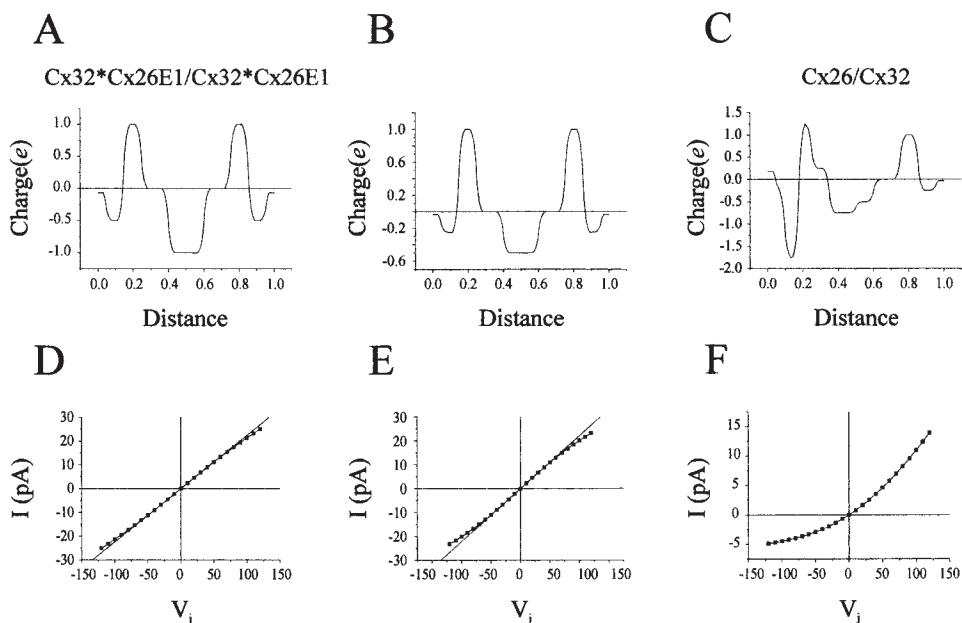 A
B
C
Cx32*Cx26E1/Cx32*Cx26E1
Cx26/Cx32
Charge(e)
1.0
0.5
0.0
-0.5
-1.0
0.0 0.2 0.4 0.6 0.8 1.0
Distance
Charge(e)
1.0
0.6
0.2
-0.2
-0.6
0.0 0.2 0.4 0.6 0.8 1.0
Distance
Charge(e)
1.5
1.0
0.5
0.0
-0.5
-1.0
-1.5
-2.0
0.0 0.2 0.4 0.6 0.8 1.0
Distance
D
E
F
I (pA)
30
20
10
0
-10
-20
-30
-150 -100 -50 0 50 100 150
Vj
I (pA)
30
20
10
0
-10
-20
-30
-150 -100 -50 0 50 100 150
Vj
I (pA)
15
10
5
0
-5
-150 -100 -50 0 50 100 150
Vj